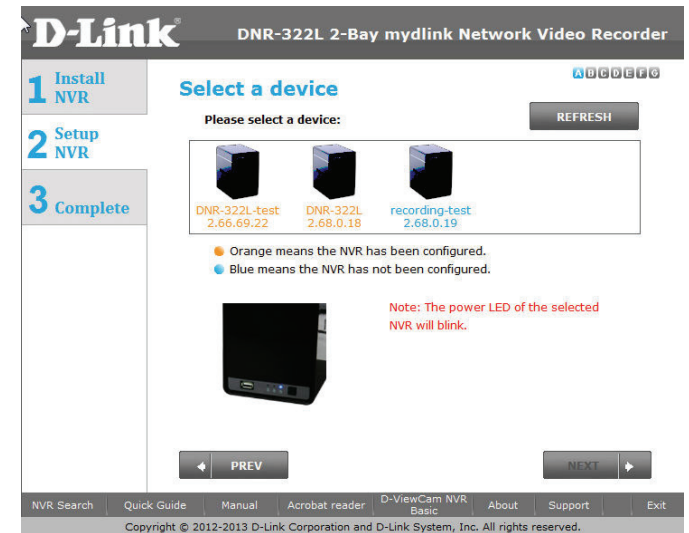 D-Link®
DNR-322L 2-Bay mydlink Network Video Recorder
1 Install NVR
2 Setup NVR
3 Complete
A B C D E F G
Select a device
Please select a device:
REFRESH
DNR-322L-test
2.66.69.22
DNR-322L
2.68.0.18
recording-test
2.68.0.19
Orange means the NVR has been configured.
Blue means the NVR has not been configured.
Note: The power LED of the selected
NVR will blink.
PREV
NEXT
NVR Search
Quick Guide
Manual
Acrobat reader
D-ViewCam NVR
Basic
About
Support
Exit
Copyright © 2012-2013 D-Link Corporation and D-Link System, Inc. All rights reserved.